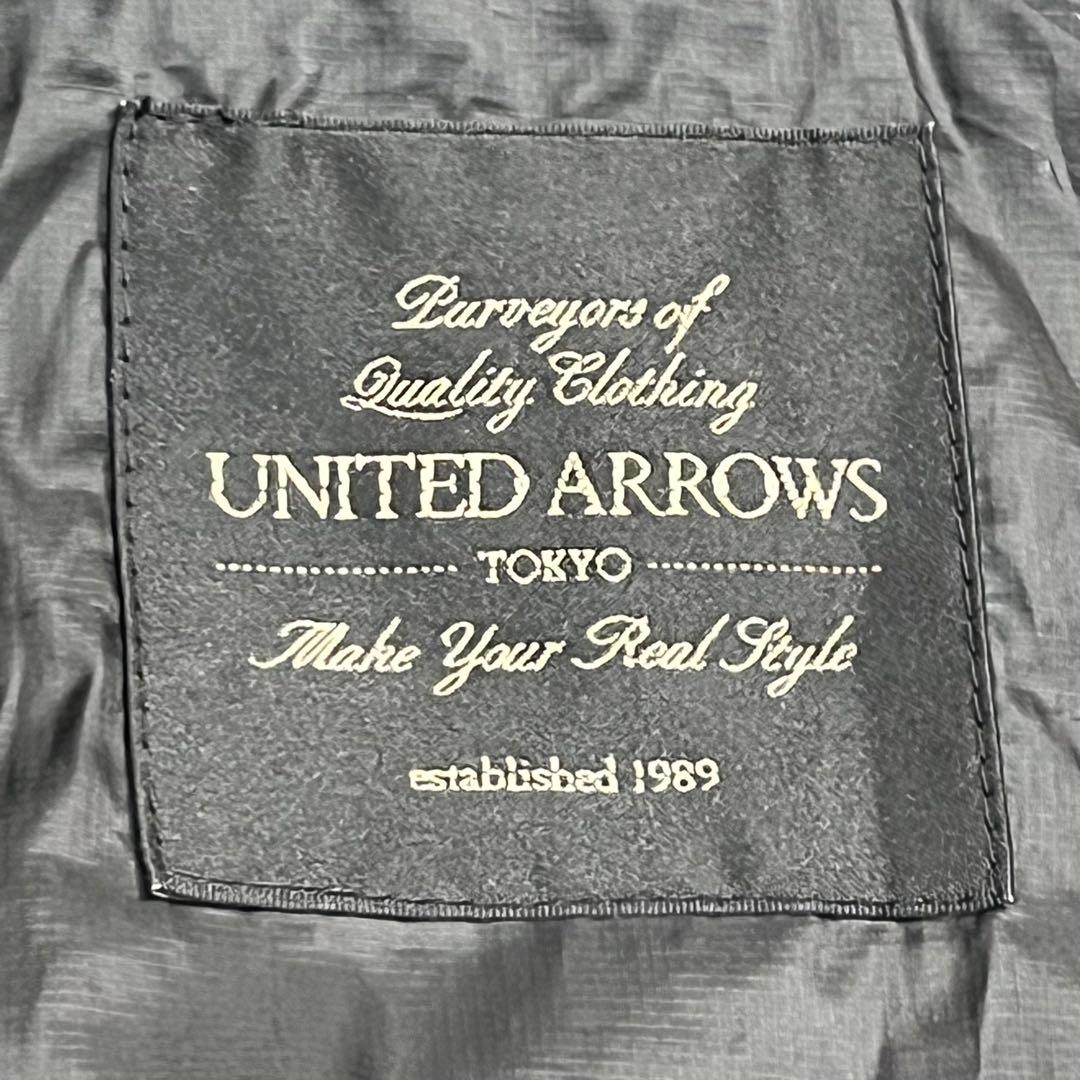 Purveyors of
Quality Clothing
UNITED ARROWS
TOKYO
Make Your Real Style
established 1989